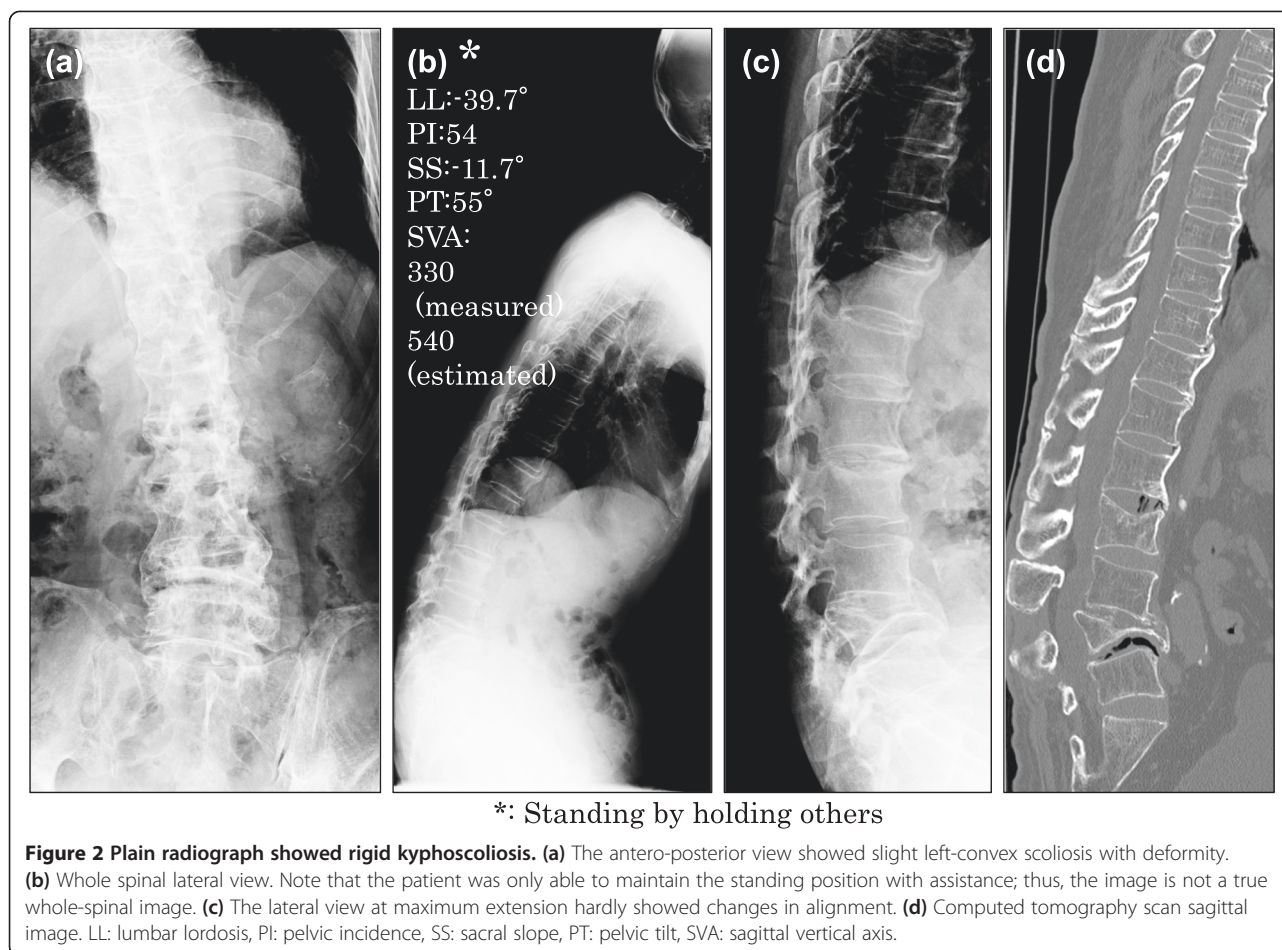 (a)
(b) *
LL:-39.7°
PI:54
SS:-11.7°
PT:55°
SVA:
330
(measured)
540
(estimated)
(c)
(d)
*: Standing by holding others
Figure 2 Plain radiograph showed rigid kyphoscoliosis. (a) The antero-posterior view showed slight left-convex scoliosis with deformity.
(b) Whole spinal lateral view. Note that the patient was only able to maintain the standing position with assistance; thus, the image is not a true
whole-spinal image. (c) The lateral view at maximum extension hardly showed changes in alignment. (d) Computed tomography scan sagittal
image. LL: lumbar lordosis, PI: pelvic incidence, SS: sacral slope, PT: pelvic tilt, SVA: sagittal vertical axis.